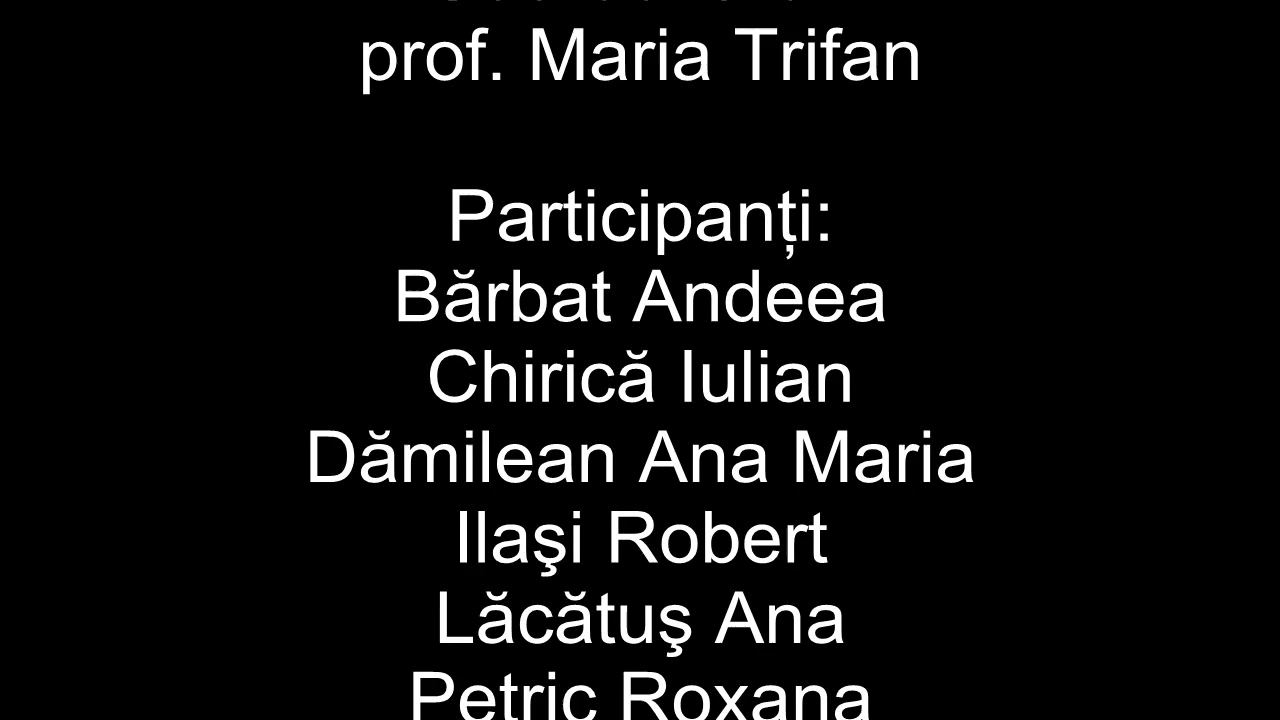 prof. Maria Trifan
Participanți:
Bărbat Andeea
Chirică Iulian
Dămilean Ana Maria
Ilaşi Robert
Lăcătuş Ana
Petric Roxana